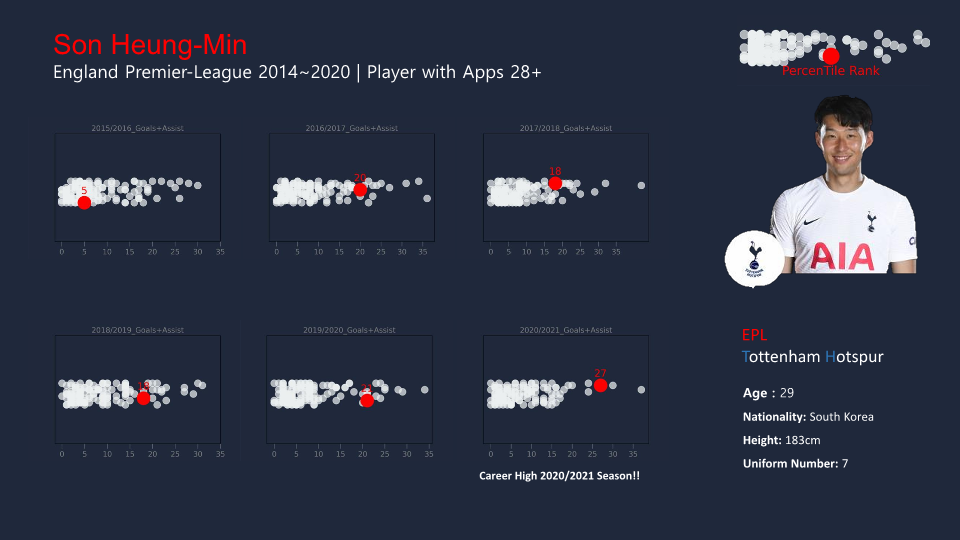 Son Heung-Min
England Premier-League 2014~2020 | Player with Apps 28+
PercenTile Rank
2015/2016_Goals+Assist
5
0 5 10 15 20 25 30 35
2016/2017_Goals+Assist
20
0 5 10 15 20 25 30 35
2017/2018_Goals+Assist
18
0 5 10 15 20 25 30 35
AIA
TOTTENHAM
HOTSPUR
2018/2019_Goals+Assist
0 5 10 15 20 25 30 35
2019/2020_Goals+Assist
21
0 5 10 15 20 25 30 35
2020/2021_Goals+Assist
27
0 5 10 15 20 25 30 35
Career High 2020/2021 Season!!
EPL
Tottenham Hotspur
Age : 29
Nationality: South Korea
Height: 183cm
Uniform Number: 7